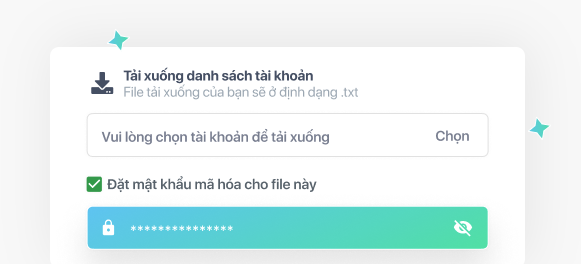 Tải xuống danh sách tài khoản
File tải xuống của bạn sẽ ở định dạng .txt
Vui lòng chọn tài khoản để tải xuống Chọn
Đặt mật khẩu mã hóa cho file này
***************